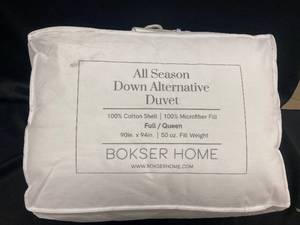 All Season
Down Alternative
Duvet
100% Cotton Shell | 100% Microfiber Fill
Full / Queen
90in. x 94in. | 50 oz. Fill Weight
BOKSER HOME
WWW.BOKSERHOME.COM